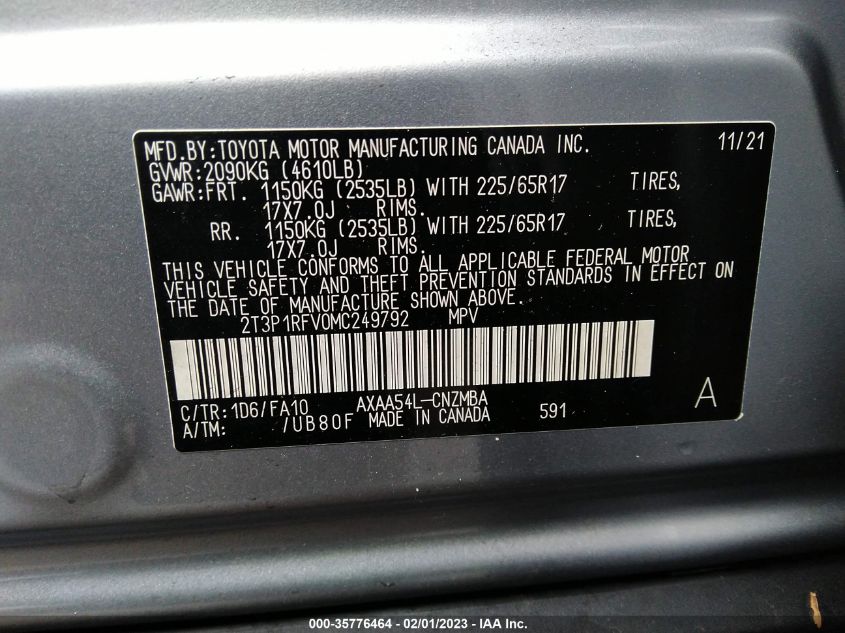 MFD.BY:TOYOTA MOTOR MANUFACTURING CANADA INC. 11/21
GVWR:2090KG (4610LB)
GAWR:FRT. 1150KG (2535LB) WITH 225/65R17 TIRES,
17X7.0J RIMS.
RR. 1150KG (2535LB) WITH 225/65R17 TIRES,
17X7.0J RIMS.
THIS VEHICLE CONFORMS TO ALL APPLICABLE FEDERAL MOTOR
VEHICLE SAFETY AND THEFT PREVENTION STANDARDS IN EFFECT ON
THE DATE OF MANUFACTURE SHOWN ABOVE.
2T3P1RFV0MC249792 MPV
C/TR:1D6/FA10 AXAA54L-CNZMBA A
A/TM: /UB80F MADE IN CANADA 591
000-35776464 - 02/01/2023 - IAA Inc.